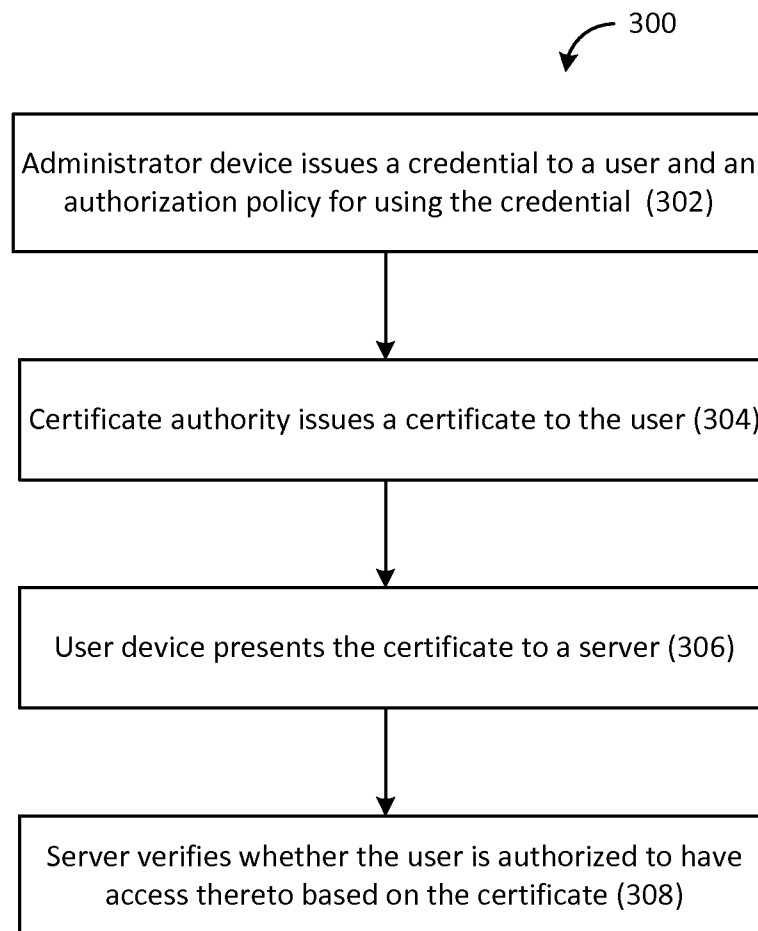 300
Administrator device issues a credential to a user and an
authorization policy for using the credential (302)
Certificate authority issues a certificate to the user (304)
User device presents the certificate to a server (306)
Server verifies whether the user is authorized to have
access thereto based on the certificate (308)